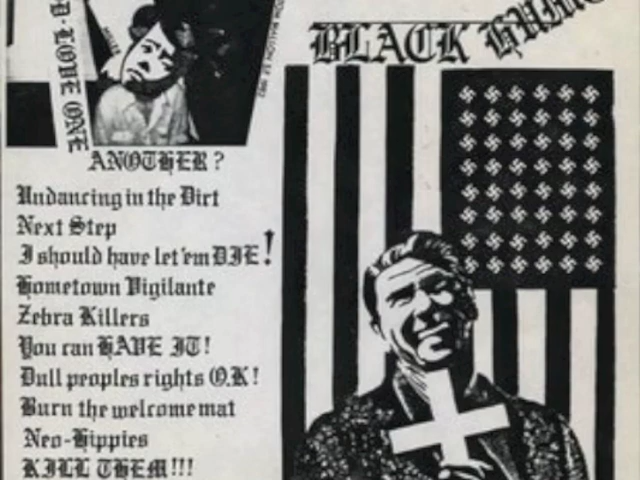 LOVE ONE
ANOTHER?
BLACK
Undancing in the Dirt
Next Step
I should have let'em DIE!
Hometown Vigilante
Zebra Killers
You can HAVE IT!
Dull peoples rights O.K!
Burn the welcome mat
Neo-Hippies
KILL THEM!!!